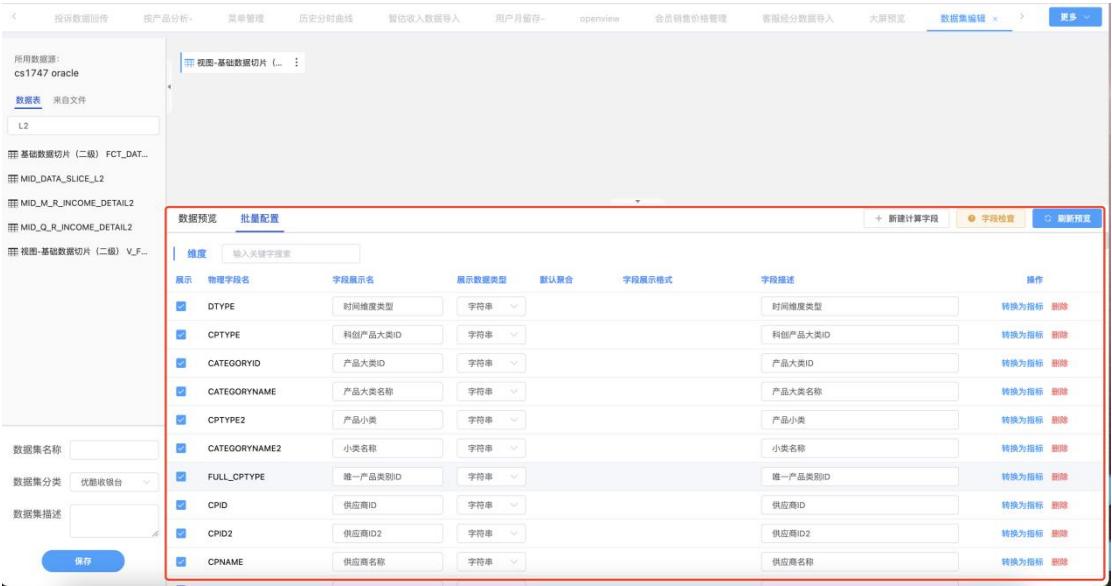 投诉数据回传 按产品分析- 菜单管理 历史分时曲线 暂估收入数据导入 用户月留存- openview 会员销售价格管理 客服经分数据导入 大屏预览 数据集编辑 × 更多
所用数据源:
cs1747 oracle
数据表 来自文件
L2
基础数据切片（二级） FCT_DAT...
MID_DATA_SLICE_L2
MID_M_R_INCOME_DETAIL2
MID_Q_R_INCOME_DETAIL2
视图-基础数据切片（二级） V_F...
数据集名称
数据集分类 优酷收银台
数据集描述
保存
视图-基础数据切片（...
数据预览 批量配置 + 新建计算字段 字段检查 刷新预览
维度 输入关键字搜索
展示 物理字段名 字段展示名 展示数据类型 默认聚合 字段展示格式 字段描述 操作
DTYPE 时间维度类型 字符串 时间维度类型 转换为指标 删除
CPTYPE 科创产品大类ID 字符串 科创产品大类ID 转换为指标 删除
CATEGORYID 产品大类ID 字符串 产品大类ID 转换为指标 删除
CATEGORYNAME 产品大类名称 字符串 产品大类名称 转换为指标 删除
CPTYPE2 产品小类 字符串 产品小类 转换为指标 删除
CATEGORYNAME2 小类名称 字符串 小类名称 转换为指标 删除
FULL_CPTYPE 唯一产品类别ID 字符串 唯一产品类别ID 转换为指标 删除
CPID 供应商ID 字符串 供应商ID 转换为指标 删除
CPID2 供应商ID2 字符串 供应商ID2 转换为指标 删除
CPNAME 供应商名称 字符串 供应商名称 转换为指标 删除